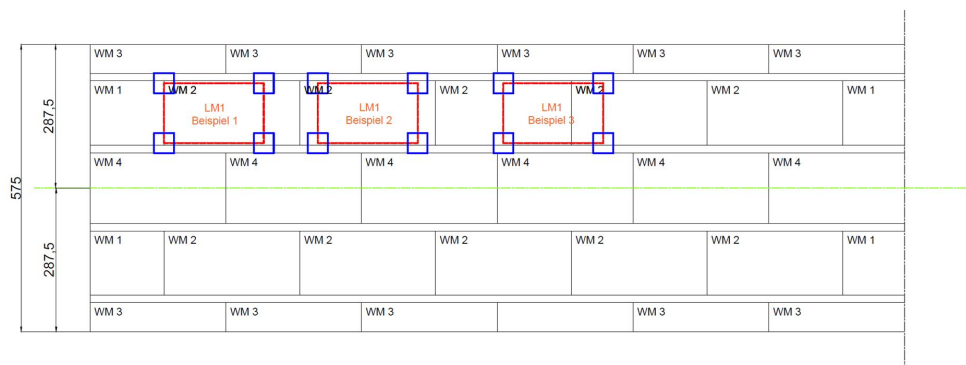 WM 3 WM 3 WM 3 WM 3 WM 3 WM 3
WM 1 WM 2 WM 2 WM 2 WM 2 WM 2 WM 1
LM1 LM1 LM1
Beispiel 1 Beispiel 2 Beispiel 3
287,5
WM 4 WM 4 WM 4 WM 4 WM 4 WM 4
575
WM 1 WM 2 WM 2 WM 2 WM 2 WM 2 WM 1
287,5
WM 3 WM 3 WM 3 WM 3 WM 3